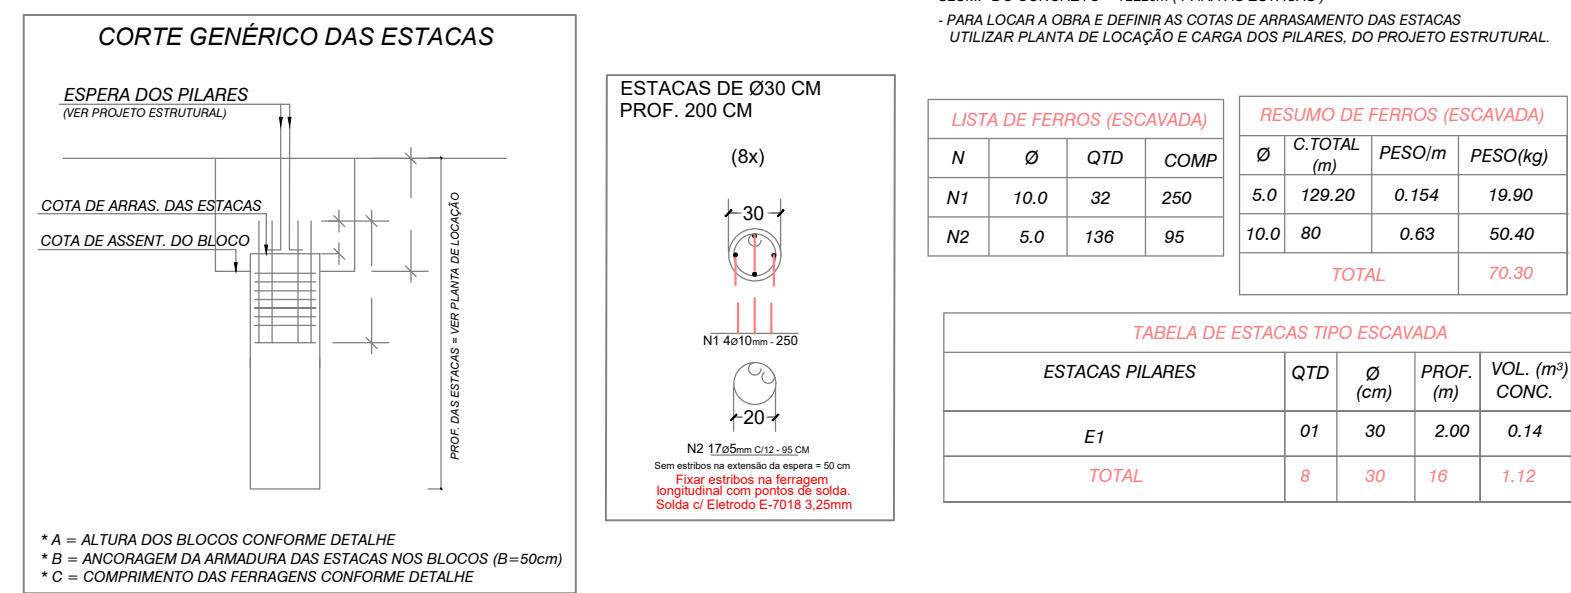 CORTE GENÉRICO DAS ESTACAS
ESPERA DOS PILARES
(VER PROJETO ESTRUTURAL)
COTA DE ARRAS. DAS ESTACAS
COTA DE ASSENT. DO BLOCO
PROF. DAS ESTACAS = VER PLANTA DE LOCAÇÃO
* A = ALTURA DOS BLOCOS CONFORME DETALHE
* B = ANCORAGEM DA ARMADURA DAS ESTACAS NOS BLOCOS (B=50cm)
* C = COMPRIMENTO DAS FERRAGENS CONFORME DETALHE
ESTACAS DE Ø30 CM
PROF. 200 CM
(8x)
30
N1 4Ø10mm - 250
20
N2 17Ø5mm C/12 - 95 CM
Sem estribos na extensão da espera = 50 cm
Fixar estribos na ferragem
longitudinal com pontos de solda.
Solda c/ Eletrodo E-7018 3,25mm
- PARA LOCAR A OBRA E DEFINIR AS COTAS DE ARRASAMENTO DAS ESTACAS
UTILIZAR PLANTA DE LOCAÇÃO E CARGA DOS PILARES, DO PROJETO ESTRUTURAL.
LISTA DE FERROS (ESCAVADA)
N Ø QTD COMP
N1 10.0 32 250
N2 5.0 136 95
RESUMO DE FERROS (ESCAVADA)
Ø C.TOTAL (m) PESO/m PESO(kg)
5.0 129.20 0.154 19.90
10.0 80 0.63 50.40
TOTAL 70.30
TABELA DE ESTACAS TIPO ESCAVADA
ESTACAS PILARES QTD Ø (cm) PROF. (m) VOL. (m³) CONC.
E1 01 30 2.00 0.14
TOTAL 8 30 16 1.12